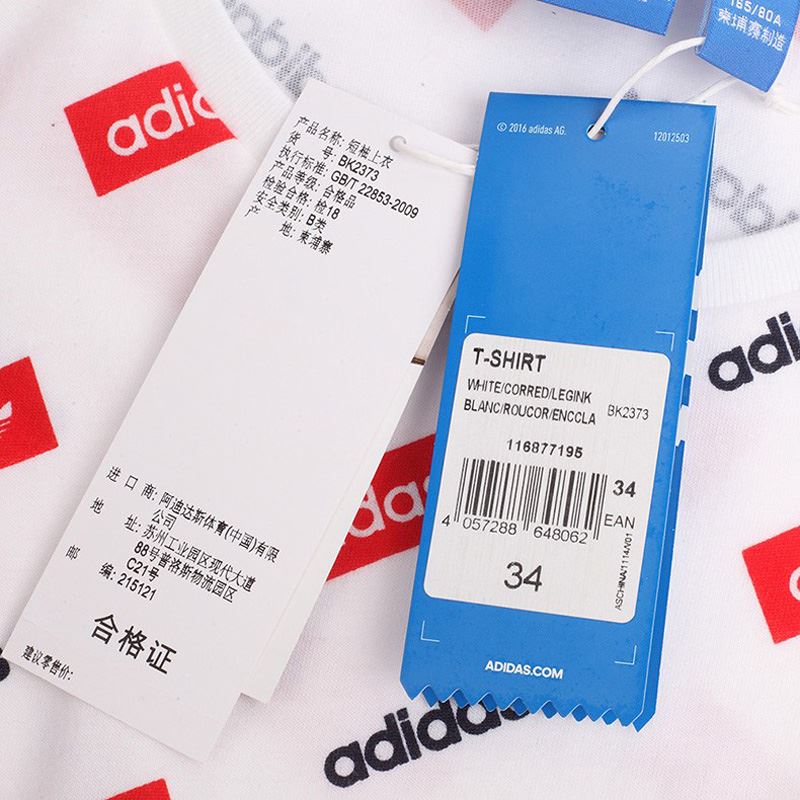 165/80A
柬埔寨制造
adidas
产品名称: 短袖上衣
货 号: BK2373
执行标准: GB/T 22853-2009
产品等级: 合格品
检验合格: 检18
安全类别: B类
产 地: 柬埔寨
进 口 商: 阿迪达斯体育(中国)有限
公司
地 址: 苏州工业园区现代大道
88号普洛斯物流园区
C21号
邮 编: 215121
合格证
建议零售价:
© 2016 adidas AG.
12012503
T-SHIRT
WHITE/CORRED/LEGINK
BLANC/ROUCOR/ENCCLA
BK2373
116877195
34
EAN
4 057288 648062
34
ASCHINA/1114/V01
ADIDAS.COM
adi
adi
das
adidas